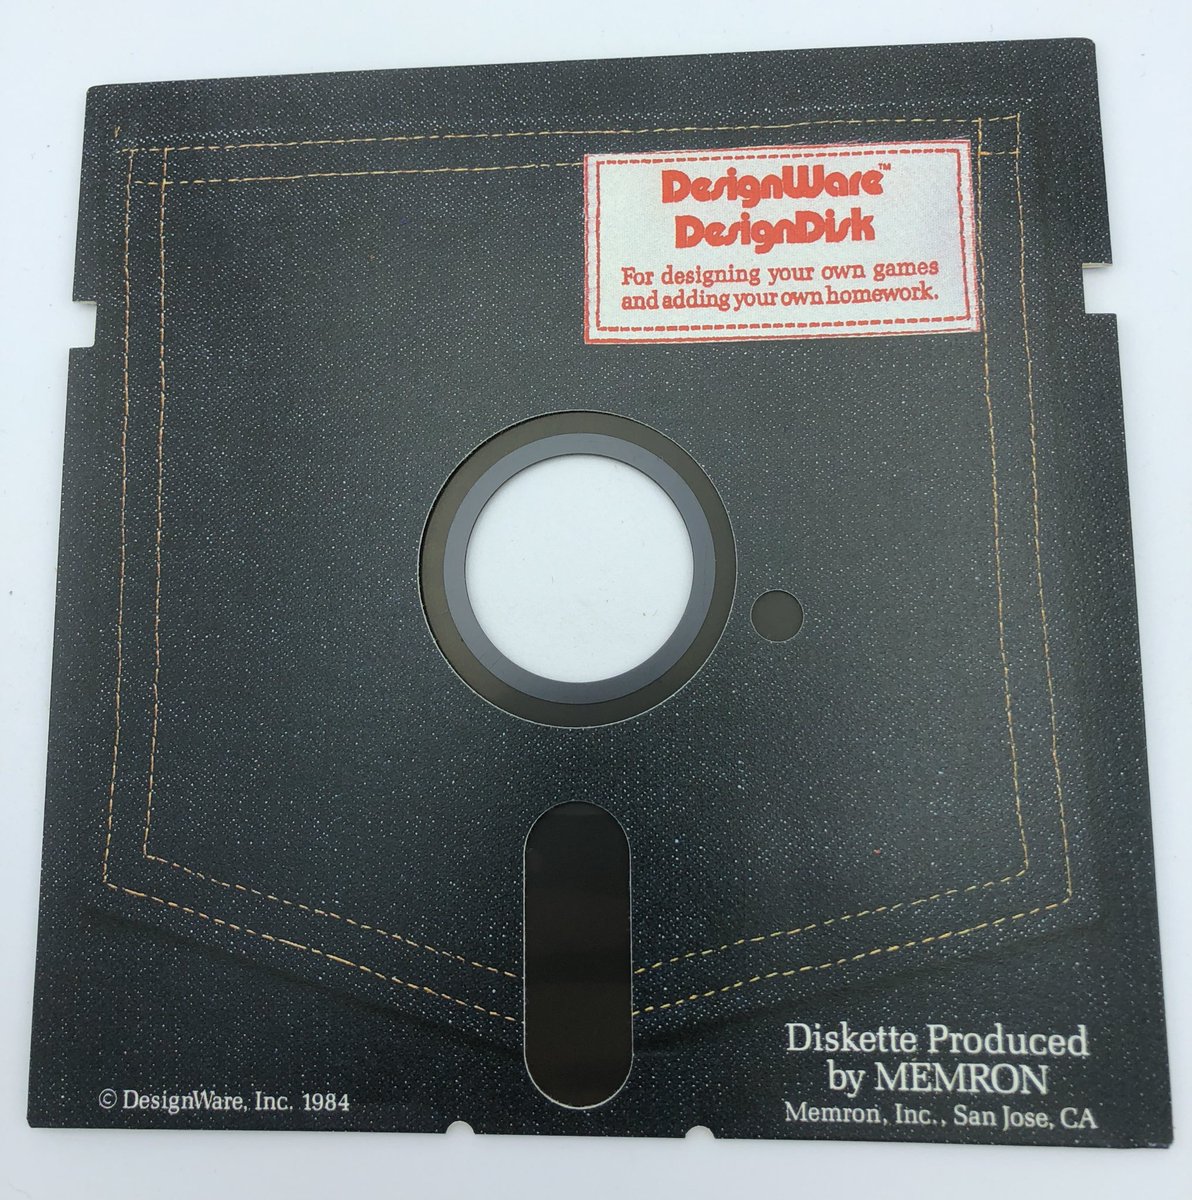 DesignWare™
DesignDisk
For designing your own games
and adding your own homework.
Diskette Produced
by MEMRON
Memron, Inc., San Jose, CA
© DesignWare, Inc. 1984